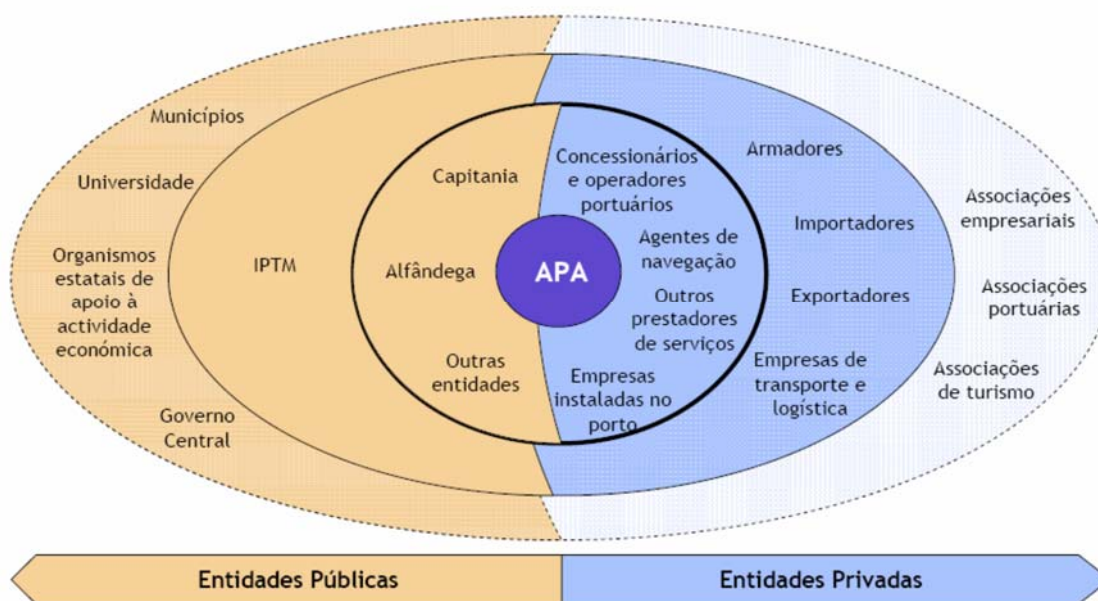 Municípios
Universidade
Organismos
estatais de
apoio à
actividade
económica
Governo
Central
IPTM
Capitania
Alfândega
Outras
entidades
APA
Concessionários
e operadores
portuários
Agentes de
navegação
Outros
prestadores
de serviços
Empresas
instaladas no
porto
Armadores
Importadores
Exportadores
Empresas de
transporte e
logística
Associações
empresariais
Associações
portuárias
Associações
de turismo
Entidades Públicas
Entidades Privadas